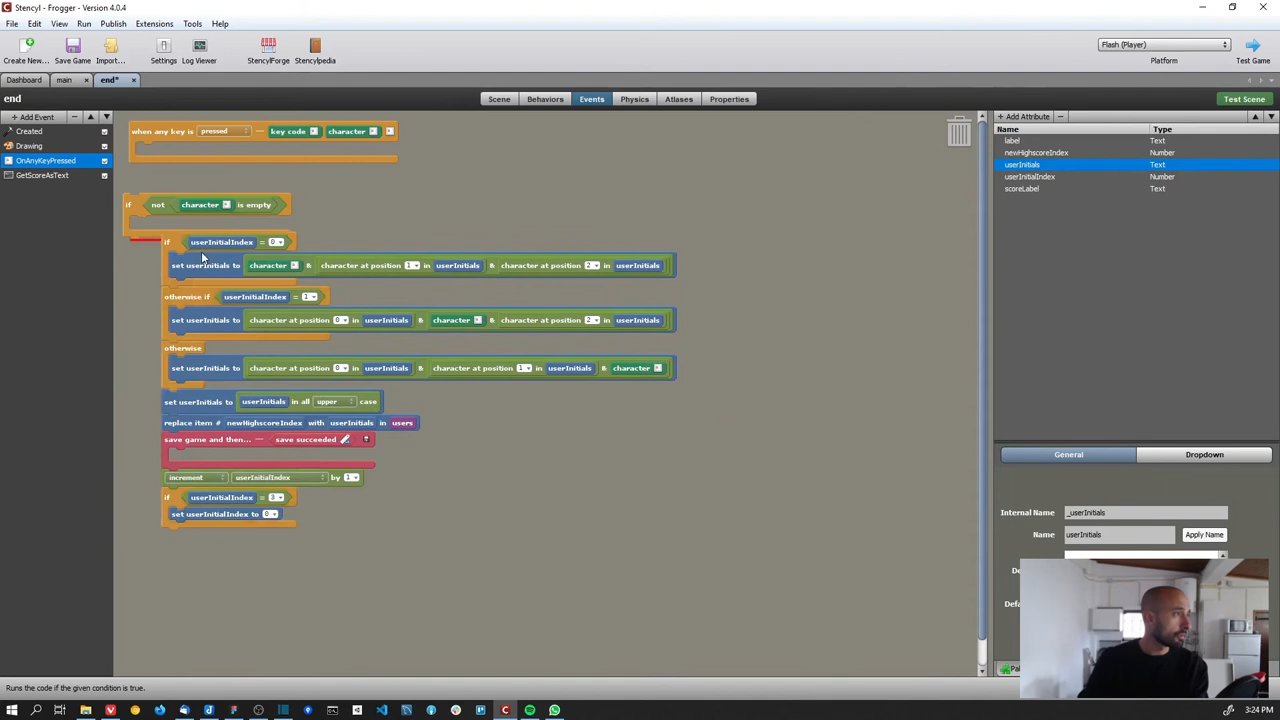 Stencyl - Frogger - Version 4.0.4
File Edit View Run Publish Extensions Tools Help
Create New... Save Game Import... Settings Log Viewer StencylForge Stencylpedia
Flash (Player)
Platform
Test Game
Dashboard main end*
end
Scene Behaviors Events Physics Atlases Properties
Test Scene
Add Event
Created
Drawing
OnAnyKeyPressed
GetScoreAsText
when any key is pressed key code character
if not character is empty
if userInitialIndex = 0
set userInitials to character & character at position 1 in userInitials & character at position 2 in userInitials
otherwise if userInitialIndex = 1
set userInitials to character at position 0 in userInitials & character & character at position 2 in userInitials
otherwise
set userInitials to character at position 0 in userInitials & character at position 1 in userInitials & character
set userInitials to userInitials in all upper case
replace item # newHighscoreIndex with userInitials in users
save game and then... save succeeded
increment userInitialIndex by 1
if userInitialIndex = 3
set userInitialIndex to 0
Add Attribute
Name Type
label Text
newHighscoreIndex Number
userInitials Text
userInitialIndex Number
scoreLabel Text
General Dropdown
Internal Name _userInitials
Name userInitials Apply Name
Runs the code if the given condition is true.
3:24 PM